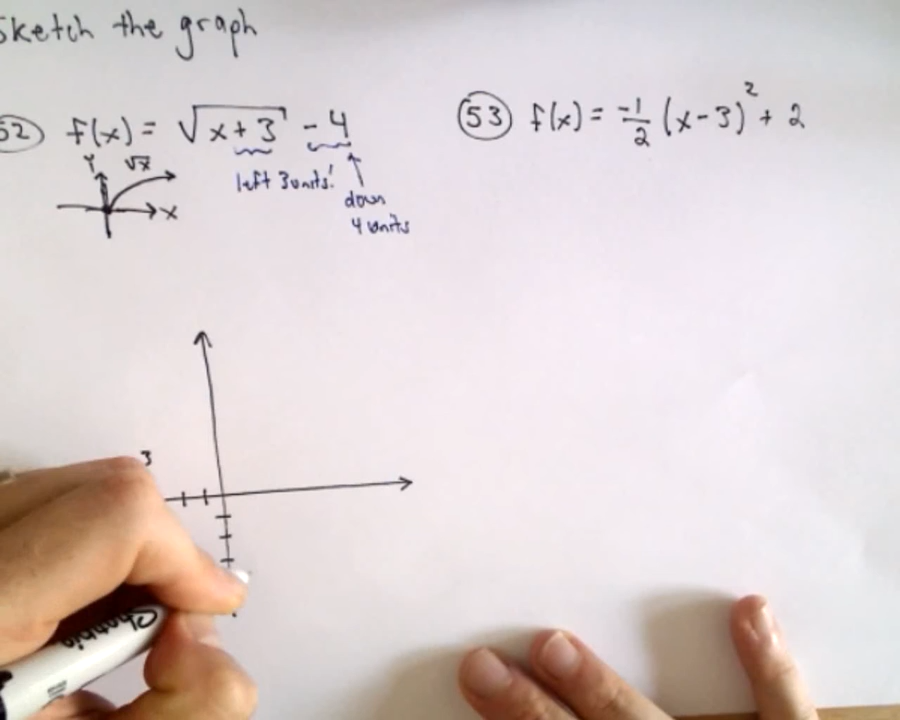 Sketch the graph
52 f(x) = √(x+3) - 4
Y √x
X
left 3 units!
down
4 units
53 f(x) = -1/2 (x-3)² + 2
3
Sharpie